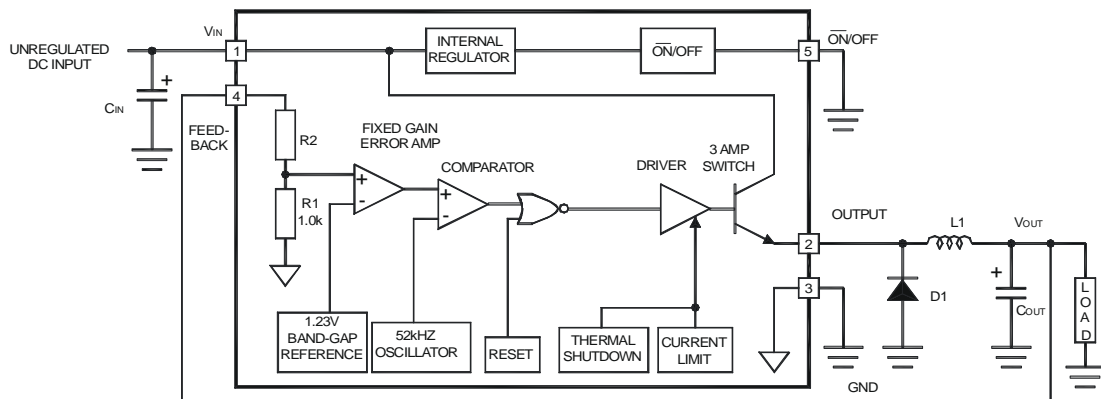 UNREGULATED
DC INPUT
VIN
1
INTERNAL
REGULATOR
ON/OFF
5
ON/OFF
+
CIN
4
FEED-
BACK
R2
R1
1.0k
FIXED GAIN
ERROR AMP
+
-
COMPARATOR
+
-
DRIVER
3 AMP
SWITCH
OUTPUT
2
3
L1
VOUT
D1
+
COUT
LOAD
1.23V
BAND-GAP
REFERENCE
52kHZ
OSCILLATOR
RESET
THERMAL
SHUTDOWN
CURRENT
LIMIT
GND